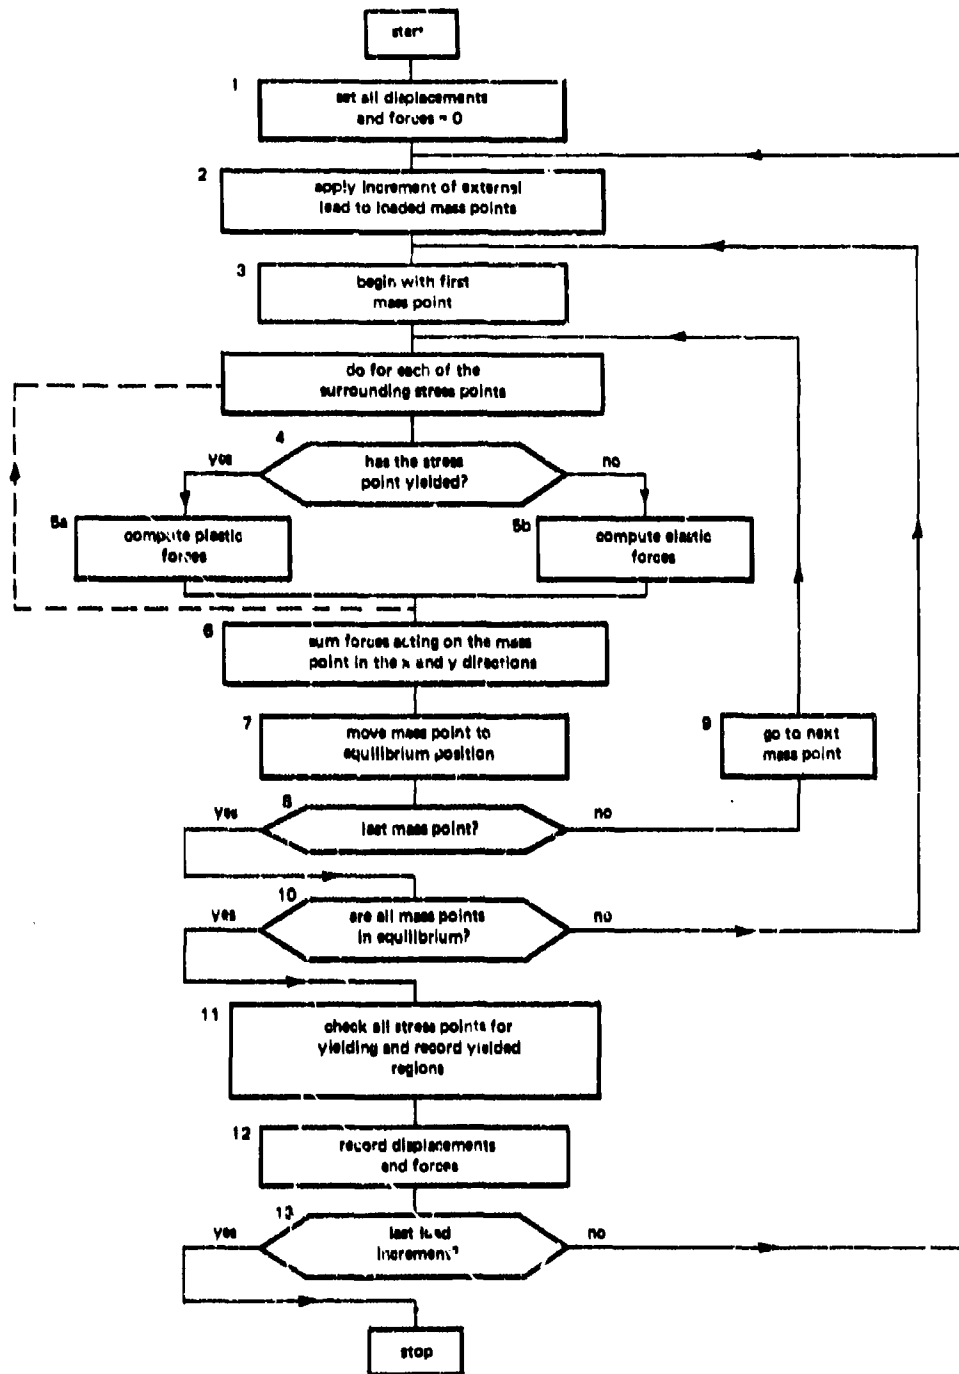 start
1
set all displacements
and forces = 0
2
apply increment of external
load to loaded mass points
3
begin with first
mass point
do for each of the
surrounding stress points
4
yes
has the stress
point yielded?
no
5a
compute plastic
forces
5b
compute elastic
forces
6
sum forces acting on the mass
point in the x and y directions
7
move mass point to
equilibrium position
9
go to next
mass point
8
yes
last mass point?
no
10
yes
are all mass points
in equilibrium?
no
11
check all stress points for
yielding and record yielded
regions
12
record displacements
and forces
13
yes
last load
increment?
no
stop